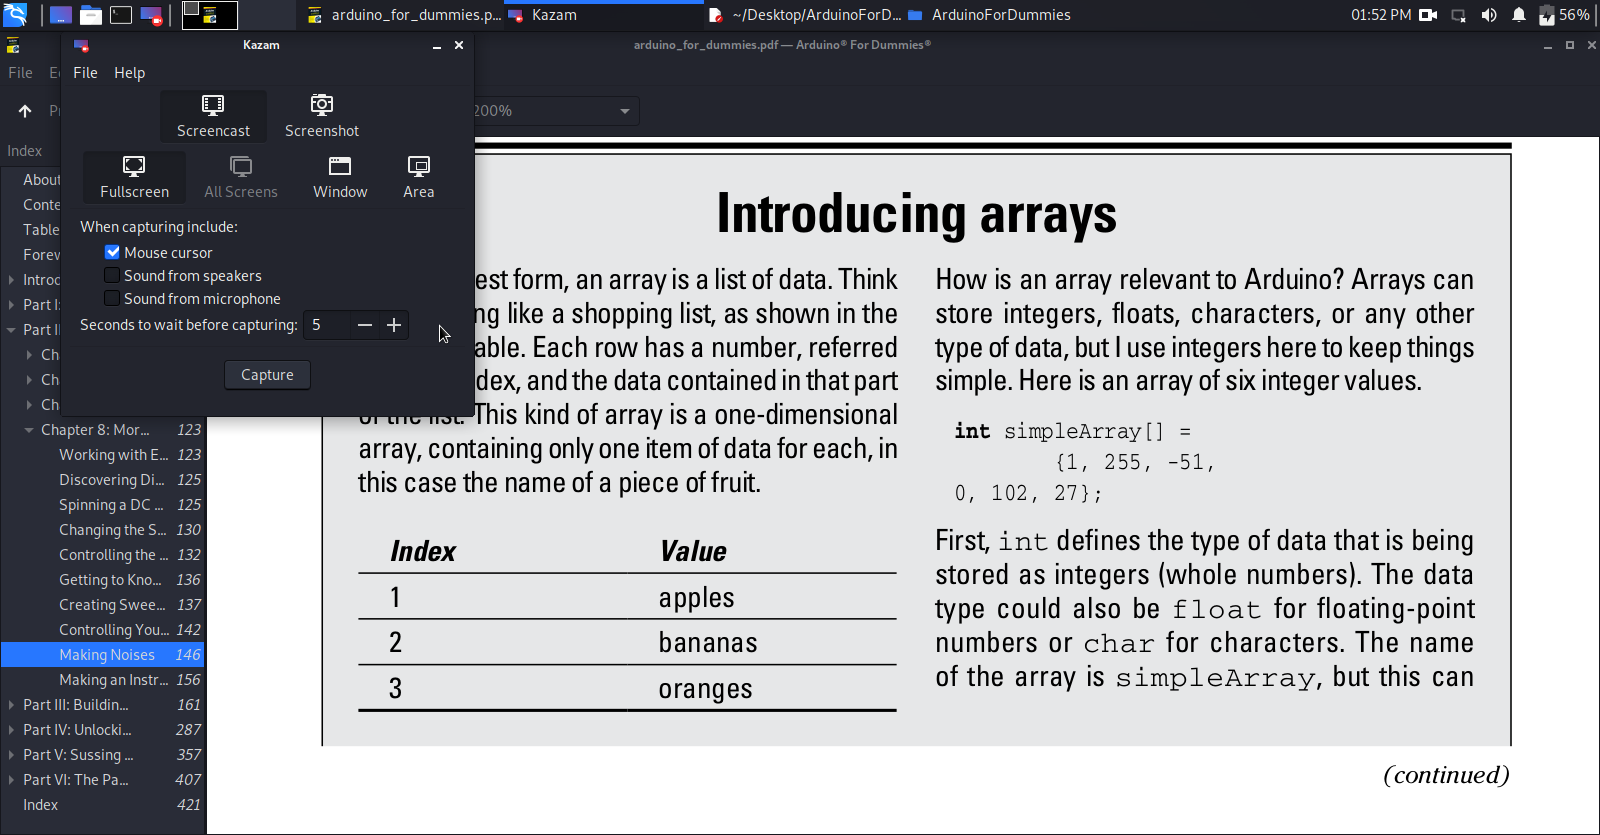 arduino_for_dummies.p...
Kazam
~/Desktop/ArduinoForD...
ArduinoForDummies
01:52 PM
56%
Kazam
arduino_for_dummies.pdf — Arduino® For Dummies®
File
File
Help
200%
Screencast
Screenshot
Index
Fullscreen
All Screens
Window
Area
When capturing include:
Mouse cursor
Sound from speakers
Sound from microphone
Seconds to wait before capturing: 5
Capture
About
Conte
Table
Forew
Introd
Part I:
Part II
Ch
Ch
Ch
Chapter 8: Mor... 123
Working with E... 123
Discovering Di... 125
Spinning a DC ... 125
Changing the S... 130
Controlling the ... 132
Getting to Kno... 136
Creating Swee... 137
Controlling You... 142
Making Noises 146
Making an Instr... 156
Part III: Buildin... 161
Part IV: Unlocki... 287
Part V: Sussing ... 357
Part VI: The Pa... 407
Index 421
Introducing arrays
est form, an array is a list of data. Think
ng like a shopping list, as shown in the
able. Each row has a number, referred
dex, and the data contained in that part
of the list. This kind of array is a one-dimensional
array, containing only one item of data for each, in
this case the name of a piece of fruit.
Index Value
1 apples
2 bananas
3 oranges
How is an array relevant to Arduino? Arrays can
store integers, floats, characters, or any other
type of data, but I use integers here to keep things
simple. Here is an array of six integer values.
int simpleArray[] =
{1, 255, -51,
0, 102, 27};
First, int defines the type of data that is being
stored as integers (whole numbers). The data
type could also be float for floating-point
numbers or char for characters. The name
of the array is simpleArray, but this can
(continued)